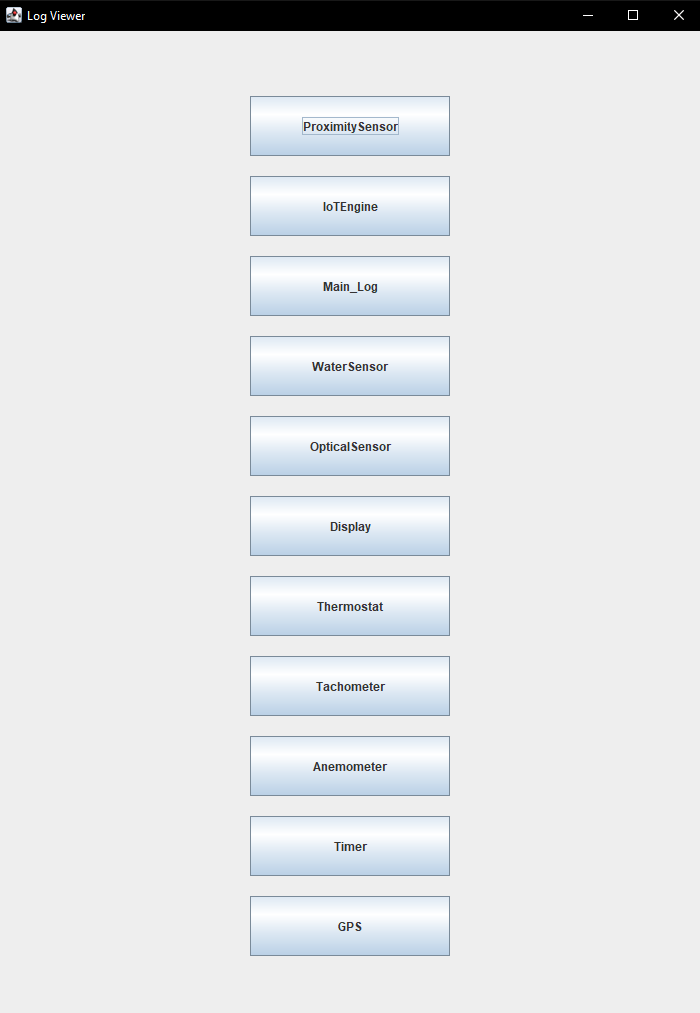 Log Viewer
ProximitySensor
IoTEngine
Main_Log
WaterSensor
OpticalSensor
Display
Thermostat
Tachometer
Anemometer
Timer
GPS